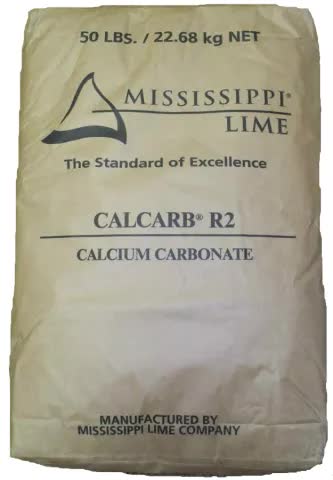 50 LBS. / 22.68 kg NET
MISSISSIPPI®
LIME
The Standard of Excellence
CALCARB® R2
CALCIUM CARBONATE
MANUFACTURED BY
MISSISSIPPI LIME COMPANY